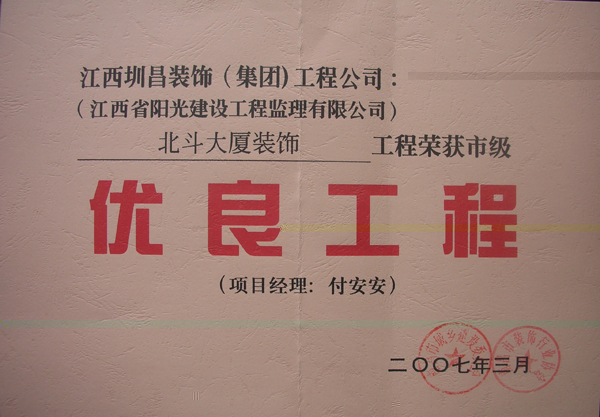 江西圳昌装饰（集团)工程公司：
（江西省阳光建设工程监理有限公司）
北斗大厦装饰 工程荣获市级
优良工程
（项目经理：付安安）
二〇〇七年三月